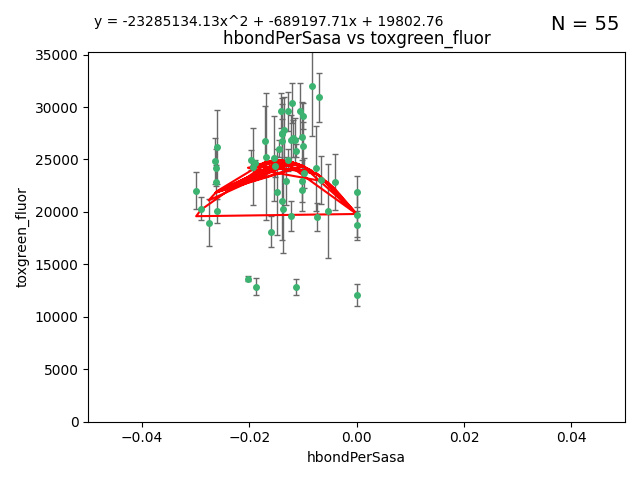 y = -23285134.13x^2 + -689197.71x + 19802.76
N = 55
hbondPerSasa vs toxgreen_fluor
35000
30000
25000
20000
15000
10000
5000
0
toxgreen_fluor
−0.04
−0.02
0.00
0.02
0.04
hbondPerSasa